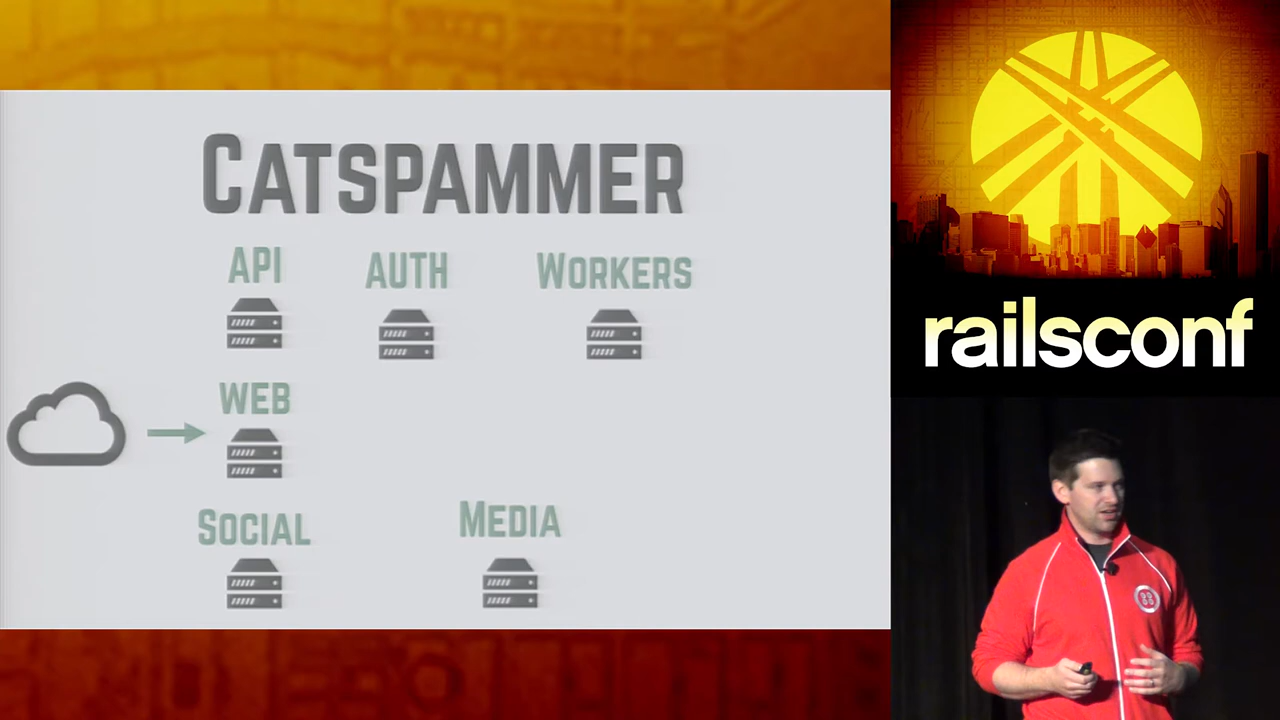 CATSPAMMER
API
AUTH
WORKERS
WEB
SOCIAL
MEDIA
railsconf